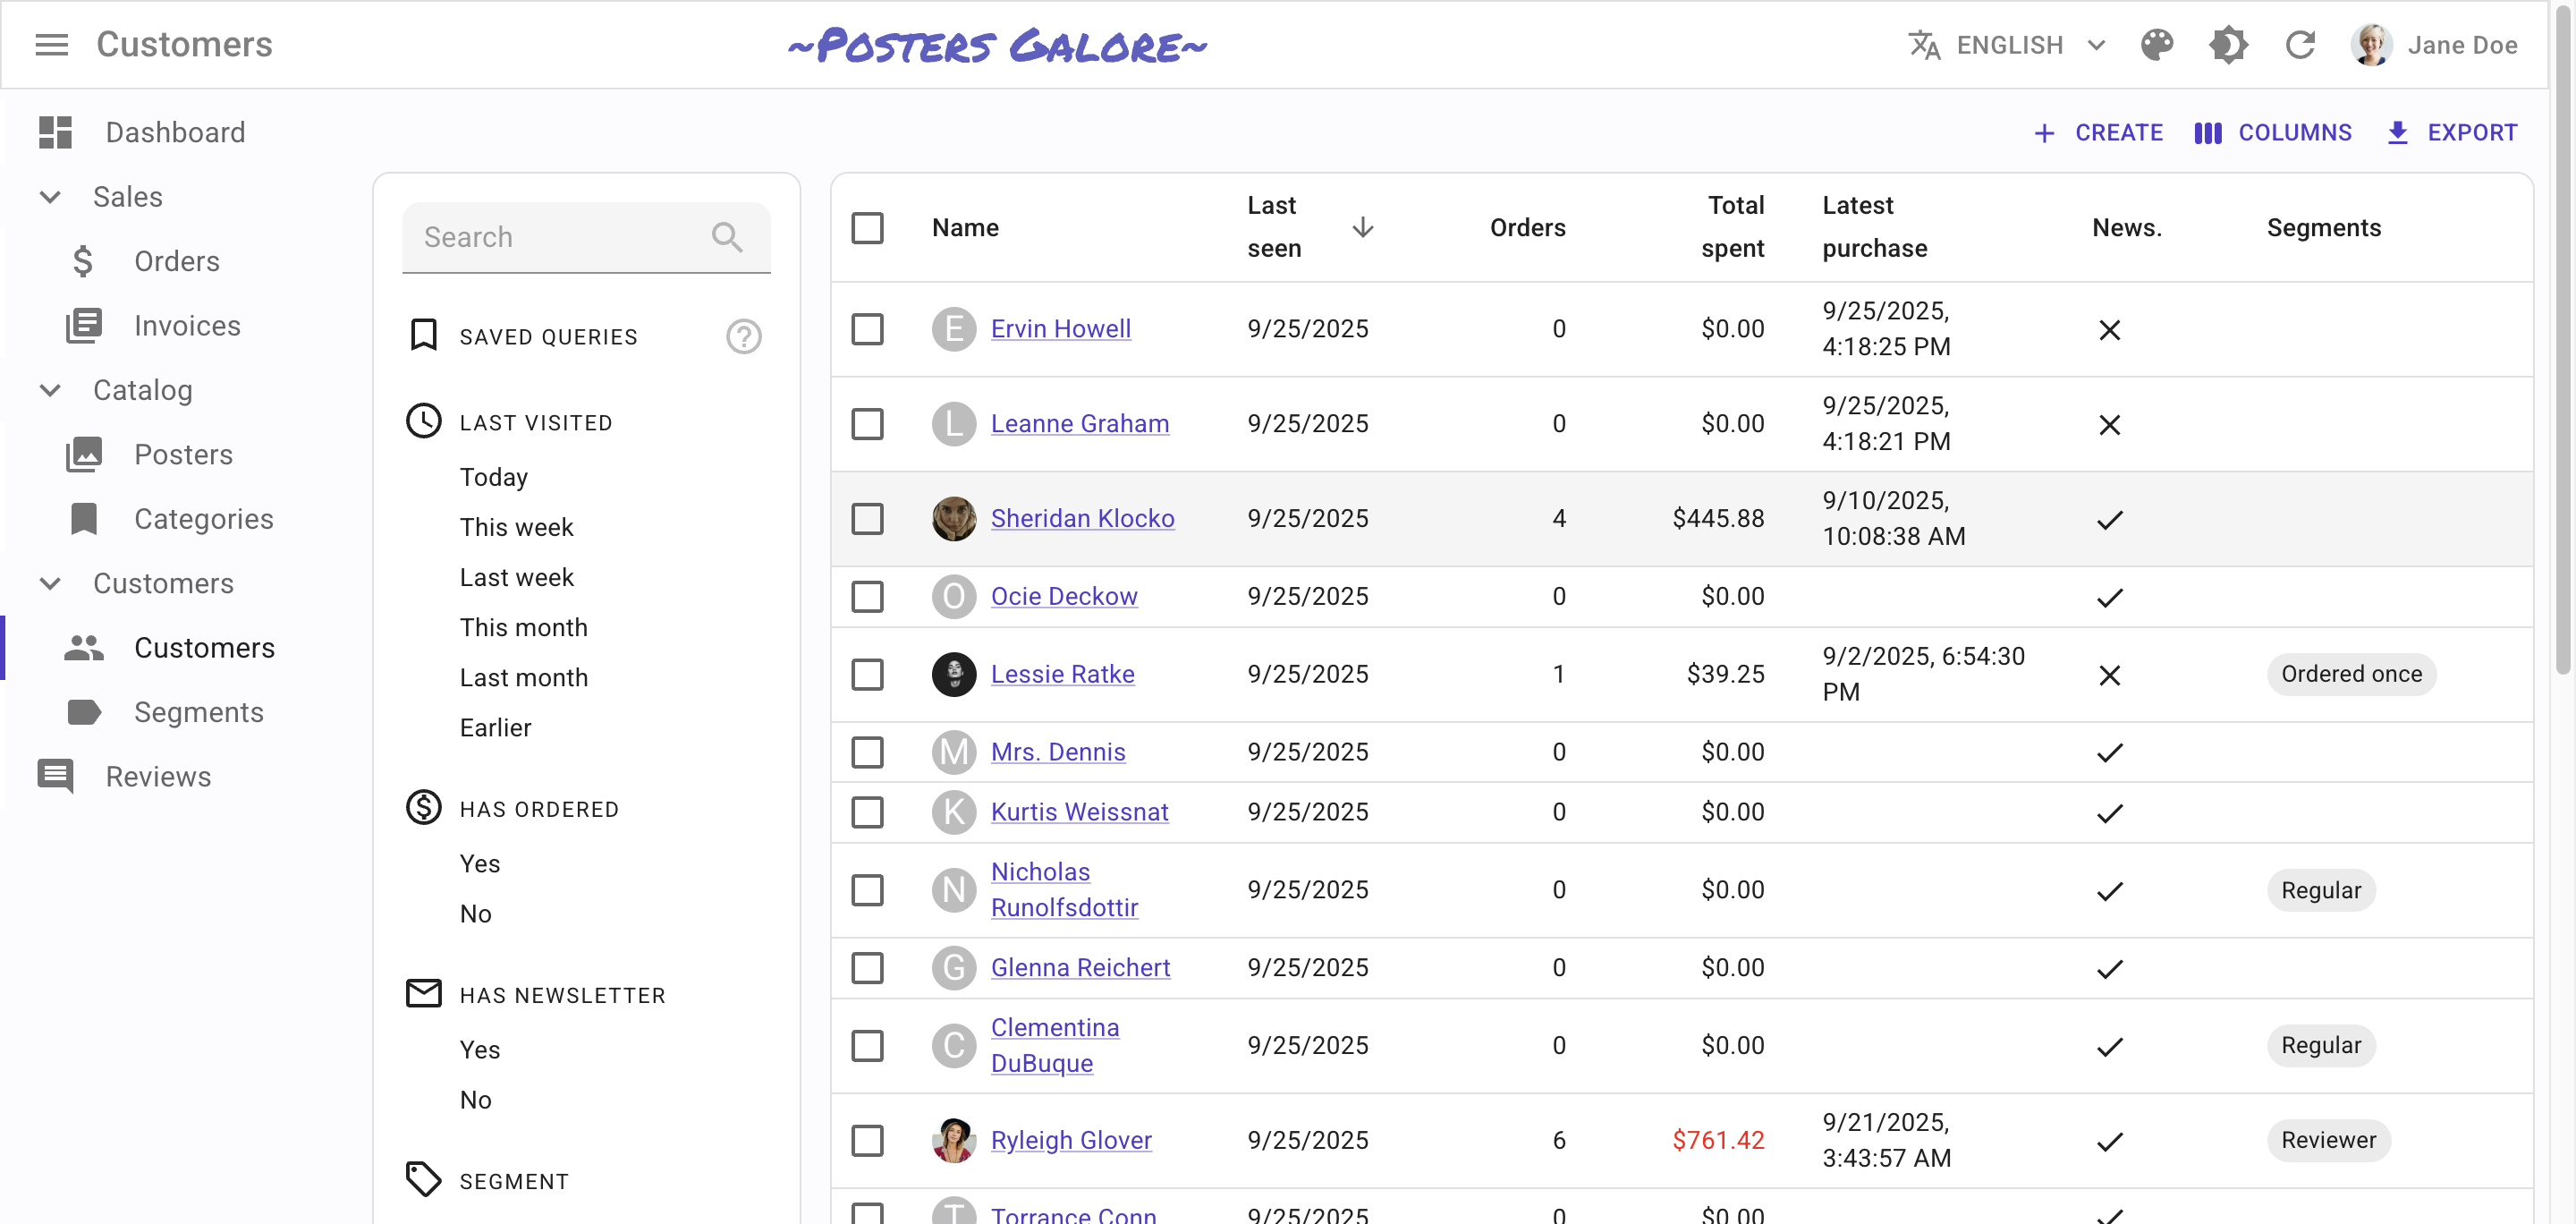 Customers
~Posters Galore~
ENGLISH
Jane Doe
Dashboard
Sales
Orders
Invoices
Catalog
Posters
Categories
Customers
Customers
Segments
Reviews
CREATE
COLUMNS
EXPORT
Search
SAVED QUERIES
?
LAST VISITED
Today
This week
Last week
This month
Last month
Earlier
HAS ORDERED
Yes
No
HAS NEWSLETTER
Yes
No
SEGMENT
Name Last seen Orders Total spent Latest purchase News. Segments
E Ervin Howell 9/25/2025 0 $0.00 9/25/2025, 4:18:25 PM
L Leanne Graham 9/25/2025 0 $0.00 9/25/2025, 4:18:21 PM
Sheridan Klocko 9/25/2025 4 $445.88 9/10/2025, 10:08:38 AM
O Ocie Deckow 9/25/2025 0 $0.00
Lessie Ratke 9/25/2025 1 $39.25 9/2/2025, 6:54:30 PM Ordered once
M Mrs. Dennis 9/25/2025 0 $0.00
K Kurtis Weissnat 9/25/2025 0 $0.00
N Nicholas Runolfsdottir 9/25/2025 0 $0.00 Regular
G Glenna Reichert 9/25/2025 0 $0.00
C Clementina DuBuque 9/25/2025 0 $0.00 Regular
Ryleigh Glover 9/25/2025 6 $761.42 9/21/2025, 3:43:57 AM Reviewer
T Torrance Conn 9/25/2025 0 $0.00